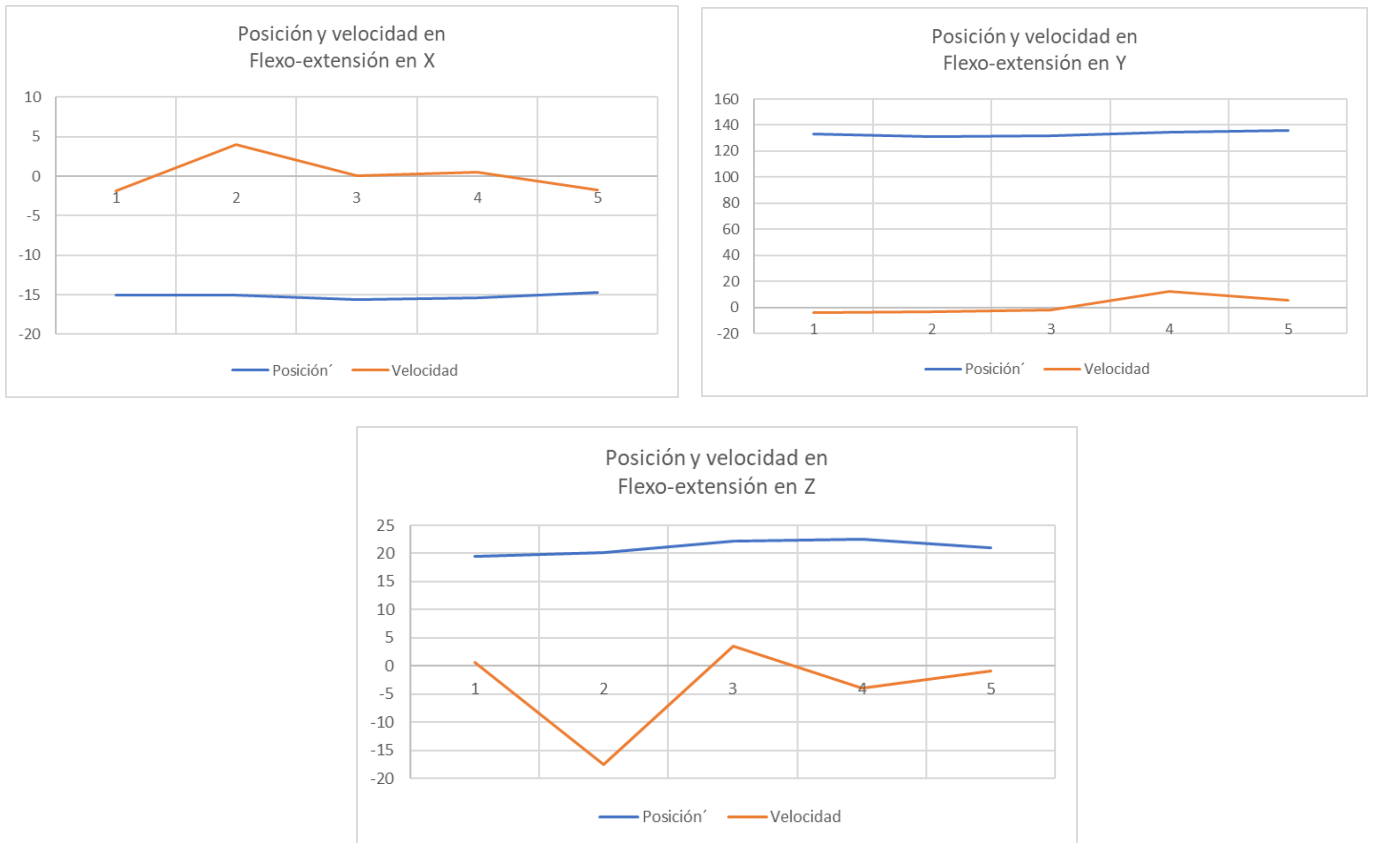 Posición y velocidad en
Flexo-extensión en X
10
5
0
-5
-10
-15
-20
1 2 3 4 5
Posición´ Velocidad
Posición y velocidad en
Flexo-extensión en Y
160
140
120
100
80
60
40
20
0
-20
1 2 3 4 5
Posición´ Velocidad
Posición y velocidad en
Flexo-extensión en Z
25
20
15
10
5
0
-5
-10
-15
-20
1 2 3 4 5
Posición´ Velocidad